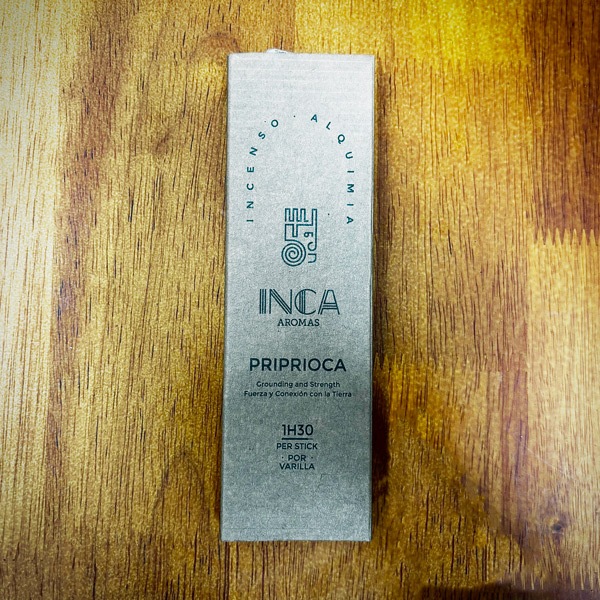 INCENSO · ALQUIMIA
INCA
AROMAS
PRIPRIOCA
Grounding and Strength
Fuerza y Conexión con la Tierra
1H30
PER STICK
· POR ·
VARILLA